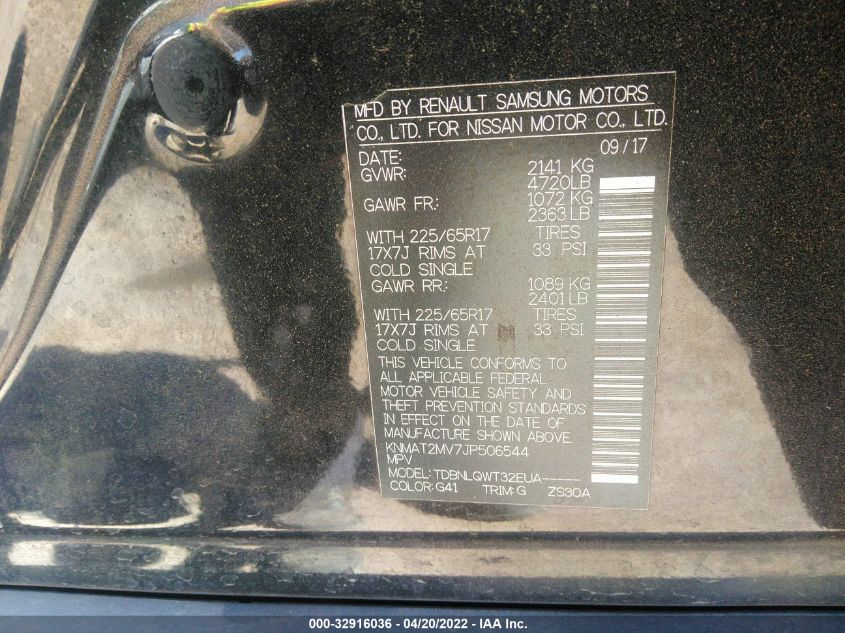 MFD BY RENAULT SAMSUNG MOTORS
CO., LTD. FOR NISSAN MOTOR CO., LTD.
DATE: 09/17
GVWR: 2141 KG
4720LB
GAWR FR: 1072 KG
2363 LB
WITH 225/65R17 TIRES
17X7J RIMS AT 33 PSI
COLD SINGLE
GAWR RR: 1089 KG
2401 LB
WITH 225/65R17 TIRES
17X7J RIMS AT 33 PSI
COLD SINGLE
THIS VEHICLE CONFORMS TO
ALL APPLICABLE FEDERAL
MOTOR VEHICLE SAFETY AND
THEFT PREVENTION STANDARDS
IN EFFECT ON THE DATE OF
MANUFACTURE SHOWN ABOVE.
KNMAT2MV7JP506544
MPV
MODEL: TDBNLQWT32EUA-----
COLOR: G41 TRIM: G ZS30A
000-32916036 - 04/20/2022 - IAA Inc.